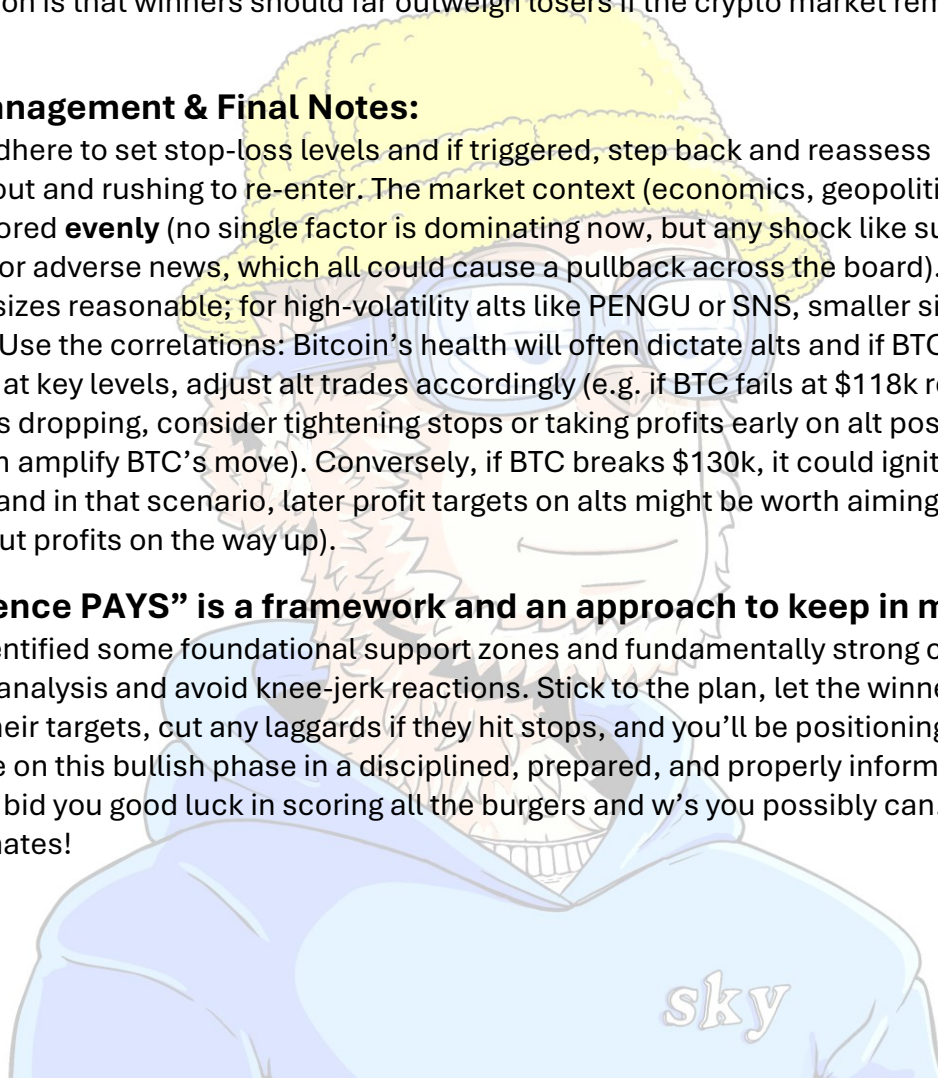 on is that winners should far outweigh losers if the crypto market rem
nagement & Final Notes:
dhere to set stop-loss levels and if triggered, step back and reassess
out and rushing to re-enter. The market context (economics, geopoliti
ored evenly (no single factor is dominating now, but any shock like su
or adverse news, which all could cause a pullback across the board).
sizes reasonable; for high-volatility alts like PENGU or SNS, smaller si
Use the correlations: Bitcoin’s health will often dictate alts and if BTC
at key levels, adjust alt trades accordingly (e.g. if BTC fails at $118k r
s dropping, consider tightening stops or taking profits early on alt pos
n amplify BTC’s move). Conversely, if BTC breaks $130k, it could ignit
and in that scenario, later profit targets on alts might be worth aiming
ut profits on the way up).
ence PAYS” is a framework and an approach to keep in m
entified some foundational support zones and fundamentally strong c
analysis and avoid knee-jerk reactions. Stick to the plan, let the winne
heir targets, cut any laggards if they hit stops, and you’ll be positioning
e on this bullish phase in a disciplined, prepared, and properly inform
bid you good luck in scoring all the burgers and w’s you possibly can.
nates!
sky